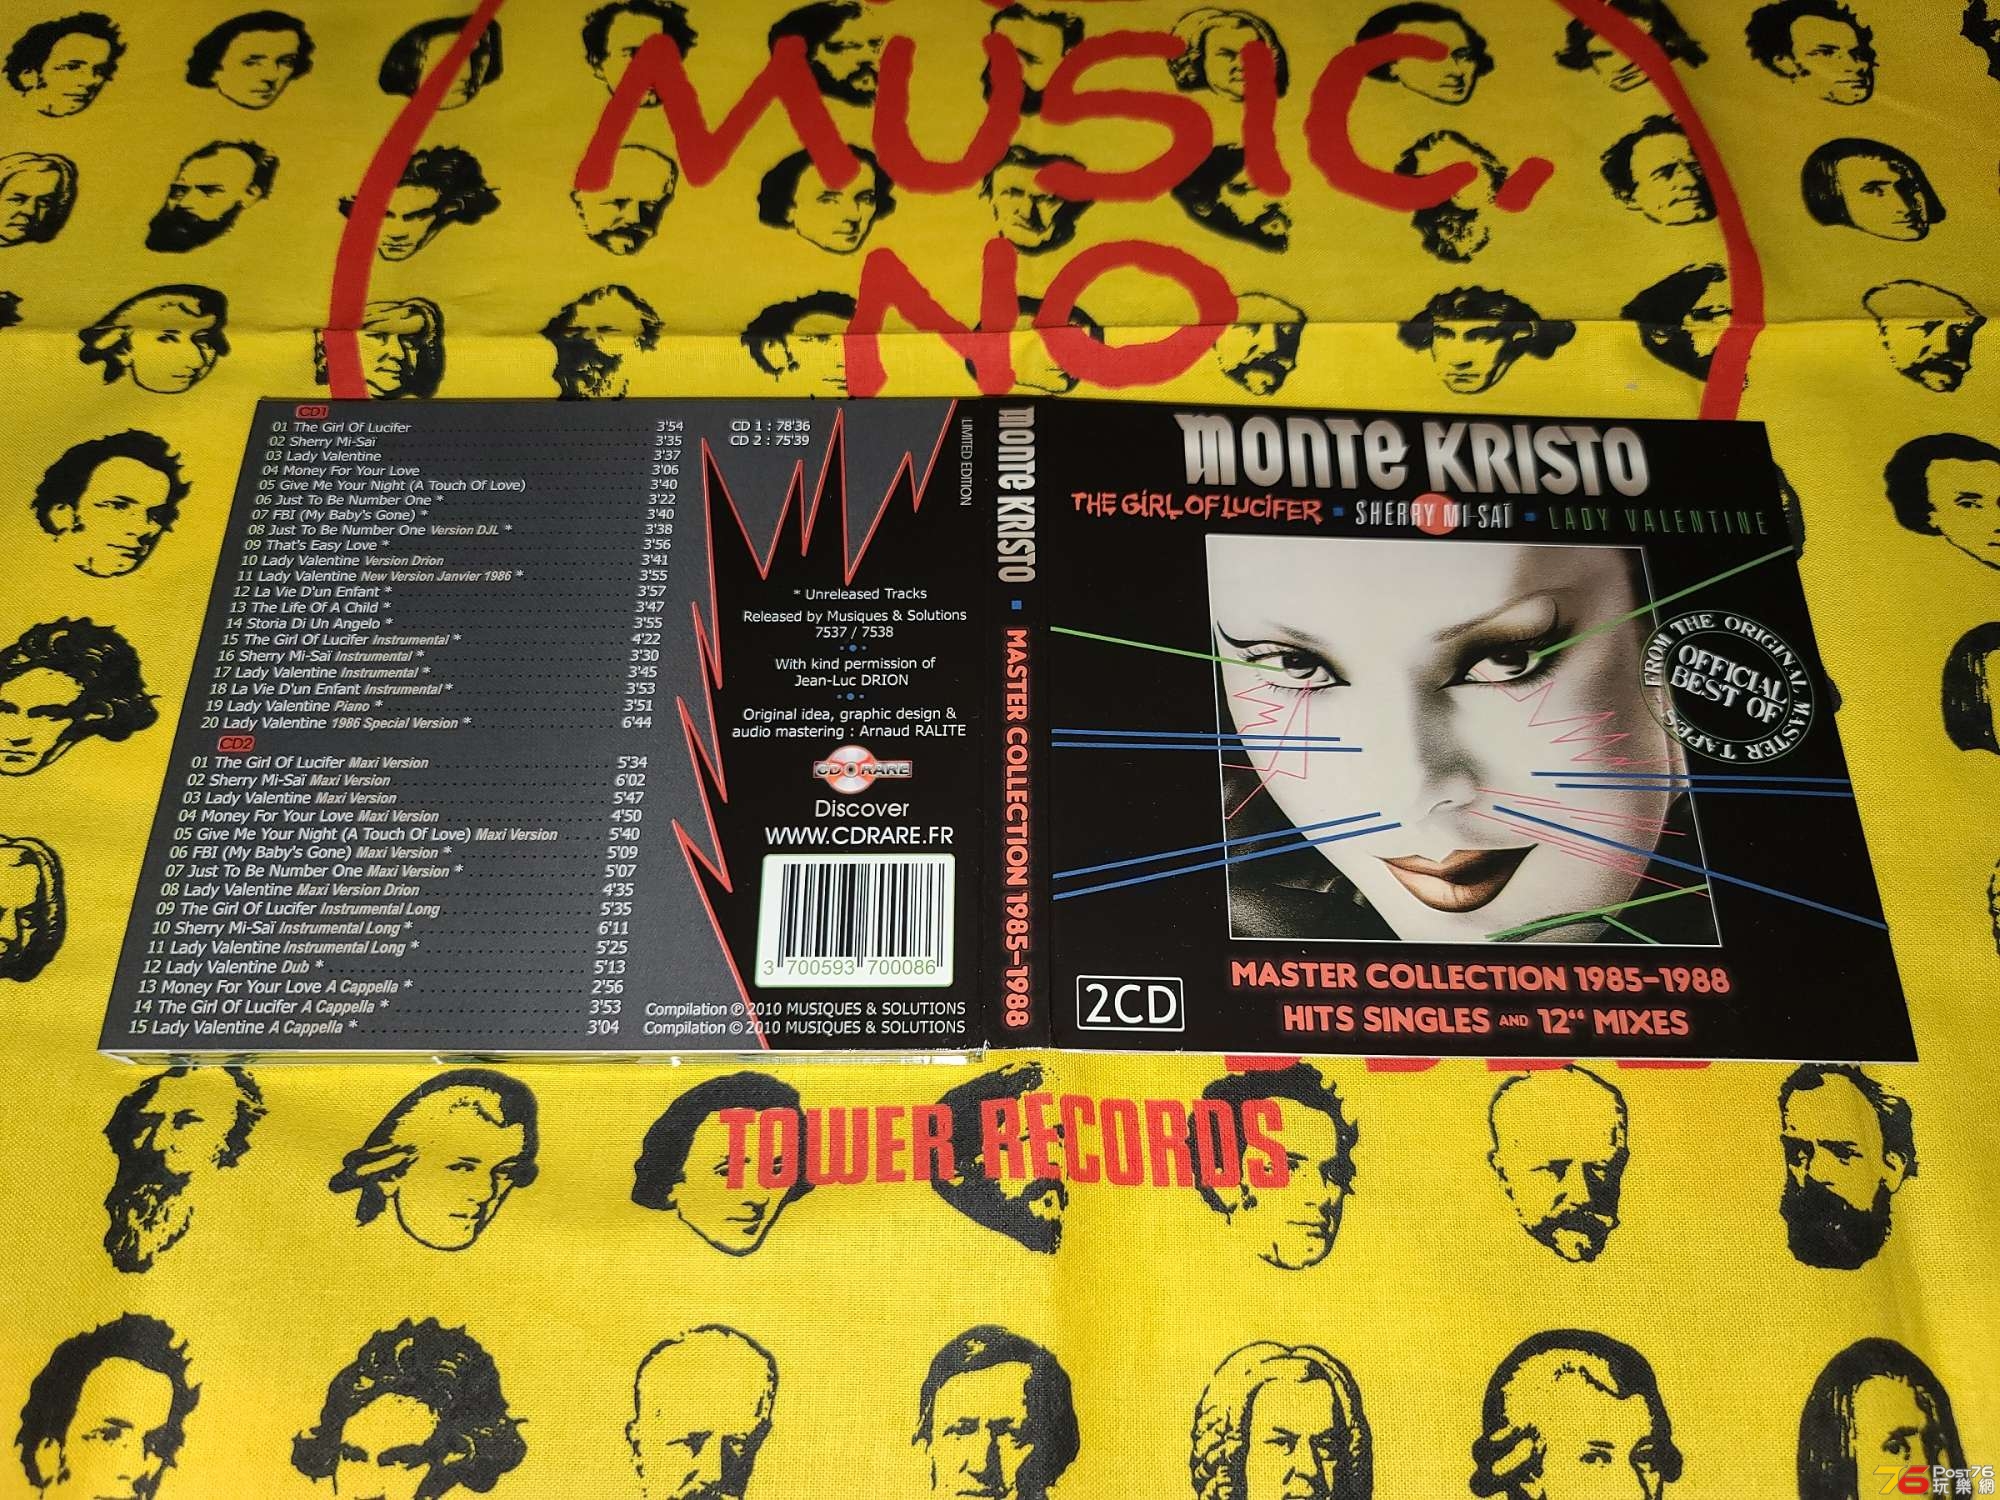 MUSIC,
NO
CD1
01 The Girl Of Lucifer 3'54
02 Sherry Mi-Saï 3'35
03 Lady Valentine 3'37
04 Money For Your Love 3'06
05 Give Me Your Night (A Touch Of Love) 3'40
06 Just To Be Number One * 3'22
07 FBI (My Baby's Gone) * 3'40
08 Just To Be Number One Version DJL * 3'38
09 That's Easy Love * 3'56
10 Lady Valentine Version Drion 3'41
11 Lady Valentine New Version Janvier 1986 * 3'55
12 La Vie D'un Enfant * 3'57
13 The Life Of A Child * 3'47
14 Storia Di Un Angelo * 3'55
15 The Girl Of Lucifer Instrumental * 4'22
16 Sherry Mi-Saï Instrumental * 3'30
17 Lady Valentine Instrumental * 3'45
18 La Vie D'un Enfant Instrumental * 3'53
19 Lady Valentine Piano * 3'51
20 Lady Valentine 1986 Special Version * 6'44
CD2
01 The Girl Of Lucifer Maxi Version 5'34
02 Sherry Mi-Saï Maxi Version 6'02
03 Lady Valentine Maxi Version 5'47
04 Money For Your Love Maxi Version 4'50
05 Give Me Your Night (A Touch Of Love) Maxi Version 5'40
06 FBI (My Baby's Gone) Maxi Version * 5'09
07 Just To Be Number One Maxi Version * 5'07
08 Lady Valentine Maxi Version Drion 4'35
09 The Girl Of Lucifer Instrumental Long 5'35
10 Sherry Mi-Saï Instrumental Long * 6'11
11 Lady Valentine Instrumental Long * 5'25
12 Lady Valentine Dub * 5'13
13 Money For Your Love A Cappella * 2'56
14 The Girl Of Lucifer A Cappella * 3'53
15 Lady Valentine A Cappella * 3'04
CD 1 : 78'36
CD 2 : 75'39
LIMITED EDITION
* Unreleased Tracks
Released by Musiques & Solutions
7537 / 7538
With kind permission of
Jean-Luc DRION
Original idea, graphic design &
audio mastering : Arnaud RALITE
CD RARE
Discover
WWW.CDRARE.FR
3 700593 700086
Compilation ℗ 2010 MUSIQUES & SOLUTIONS
Compilation © 2010 MUSIQUES & SOLUTIONS
MONTE KRISTO ▪ MASTER COLLECTION 1985-1988
MONTE KRISTO
THE GIRL OF LUCIFER ▪ SHERRY MI-SAÏ ▪ LADY VALENTINE
FROM THE ORIGINAL MASTER TAPES
OFFICIAL
BEST OF
MASTER COLLECTION 1985-1988
HITS SINGLES AND 12" MIXES
2CD
TOWER RECORDS
76 POST76
玩樂網